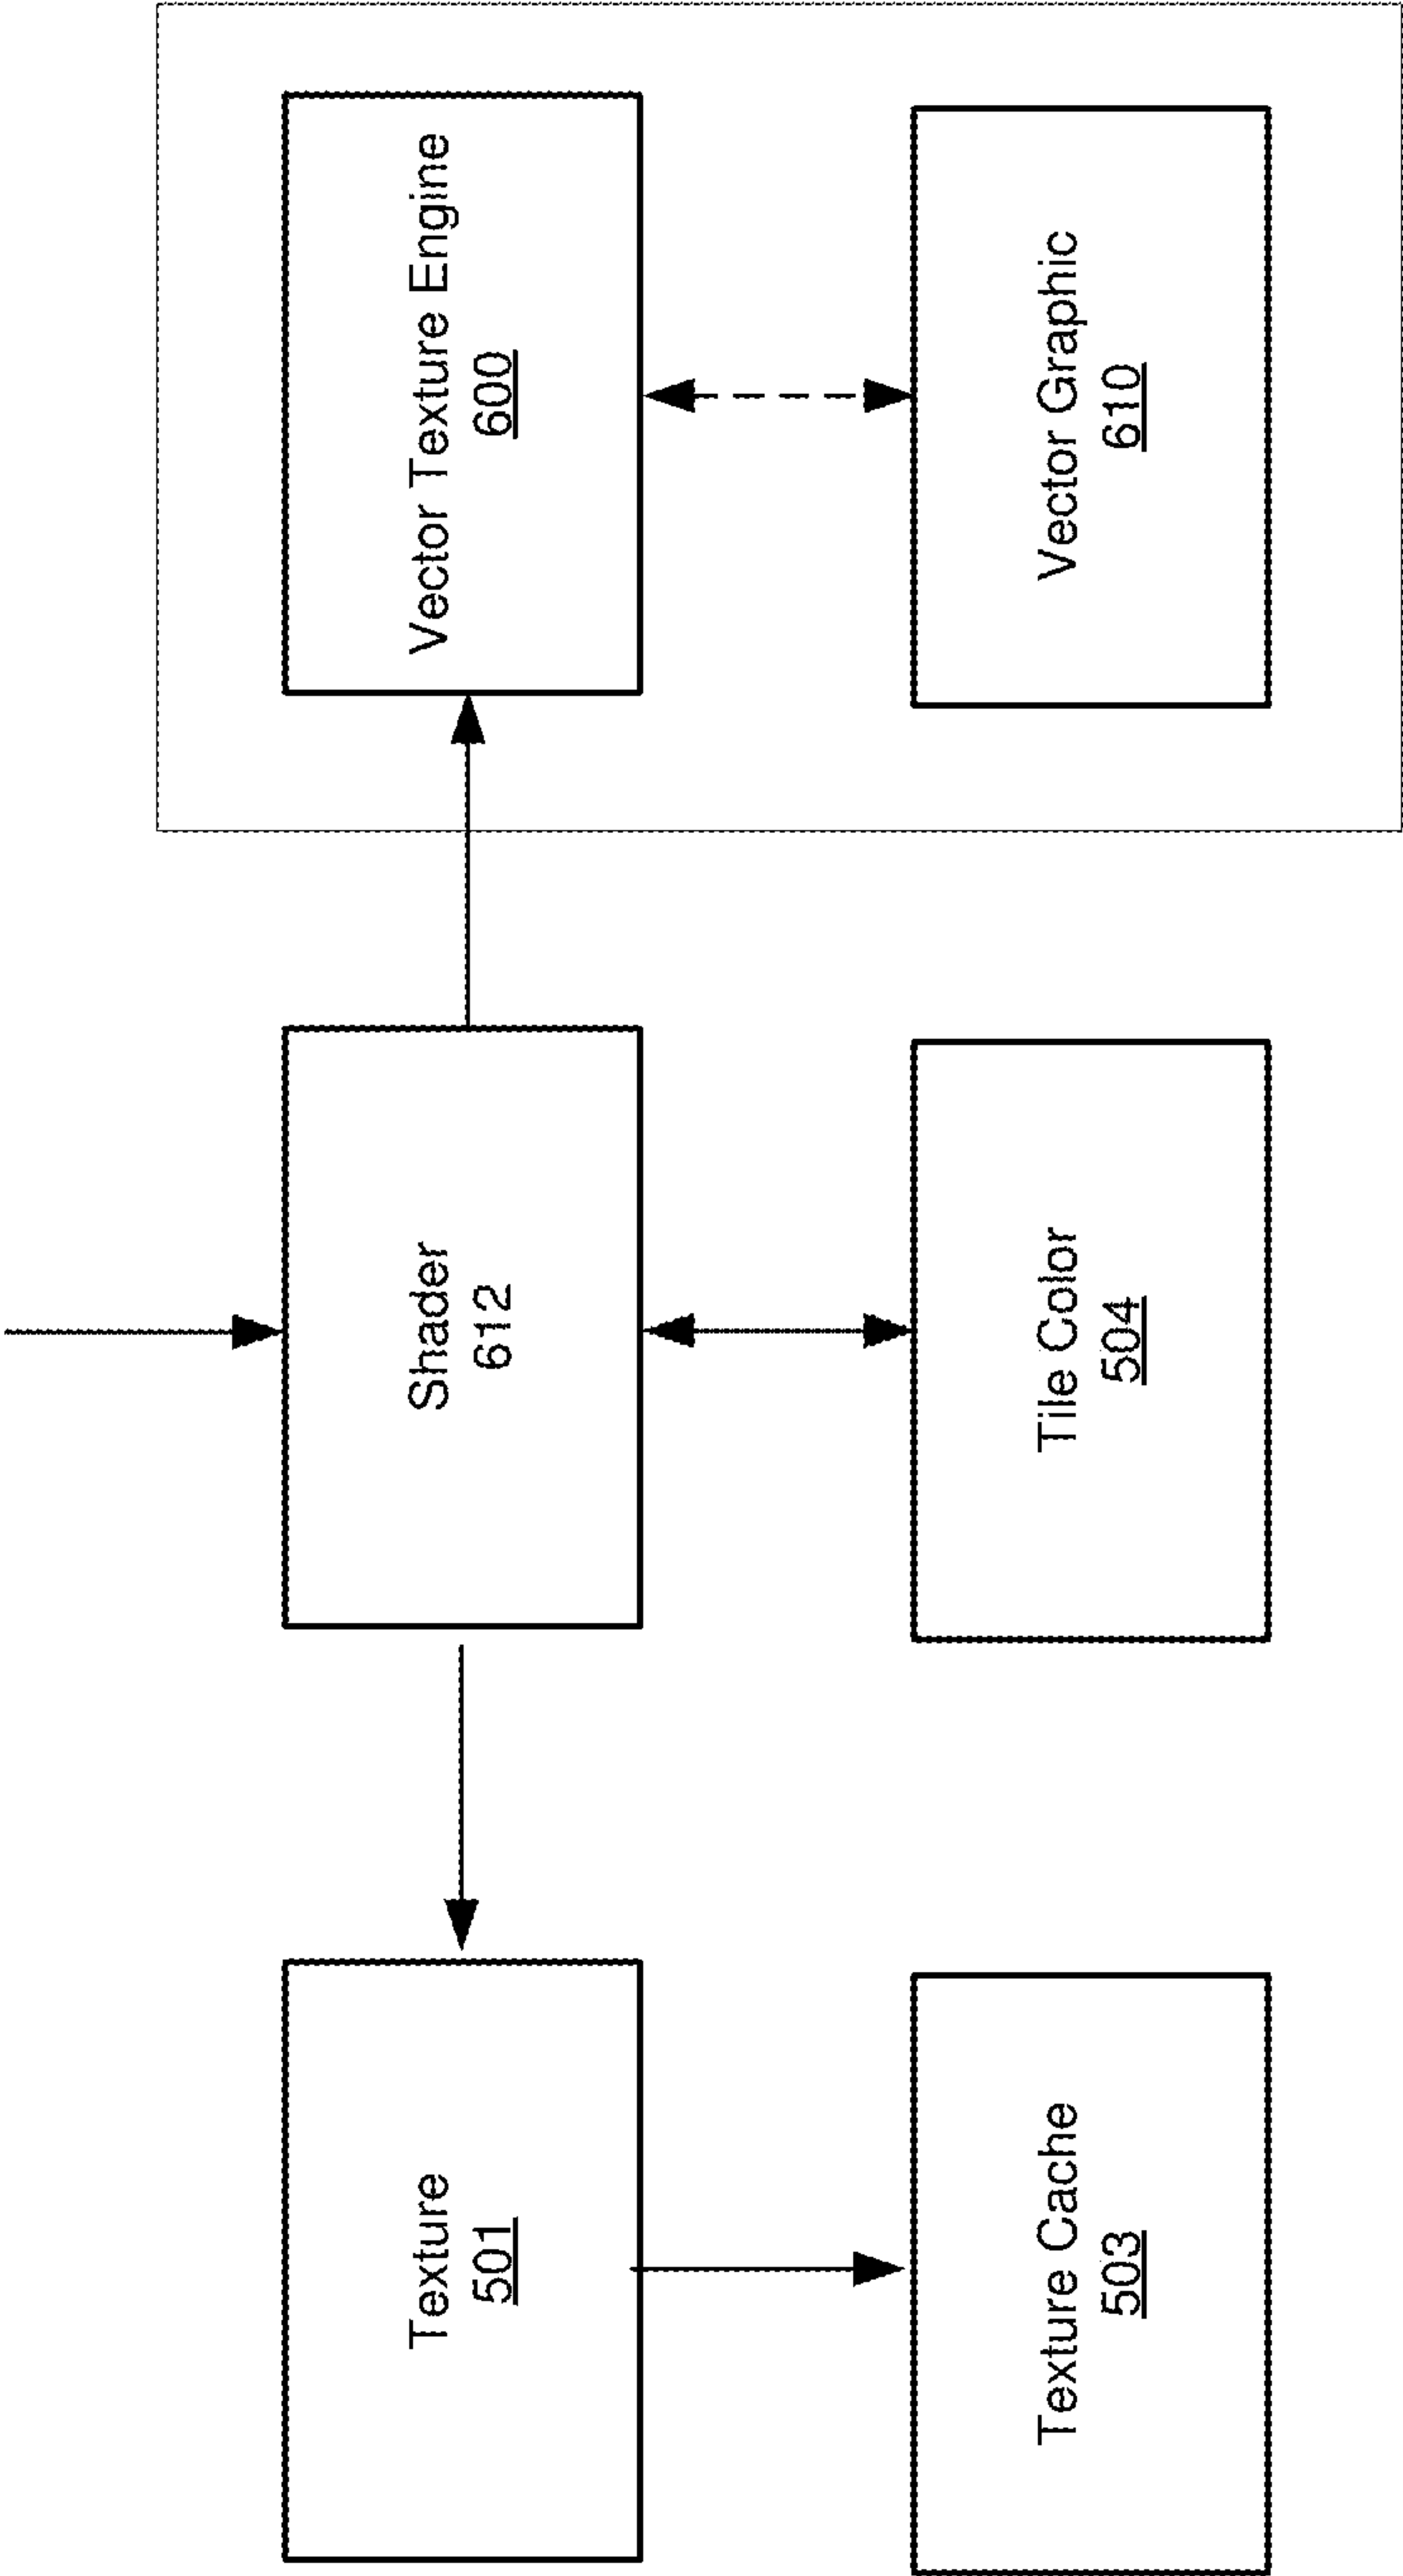 Texture
501
Shader
612
Vector Texture Engine
600
Texture Cache
503
Tile Color
504
Vector Graphic
610